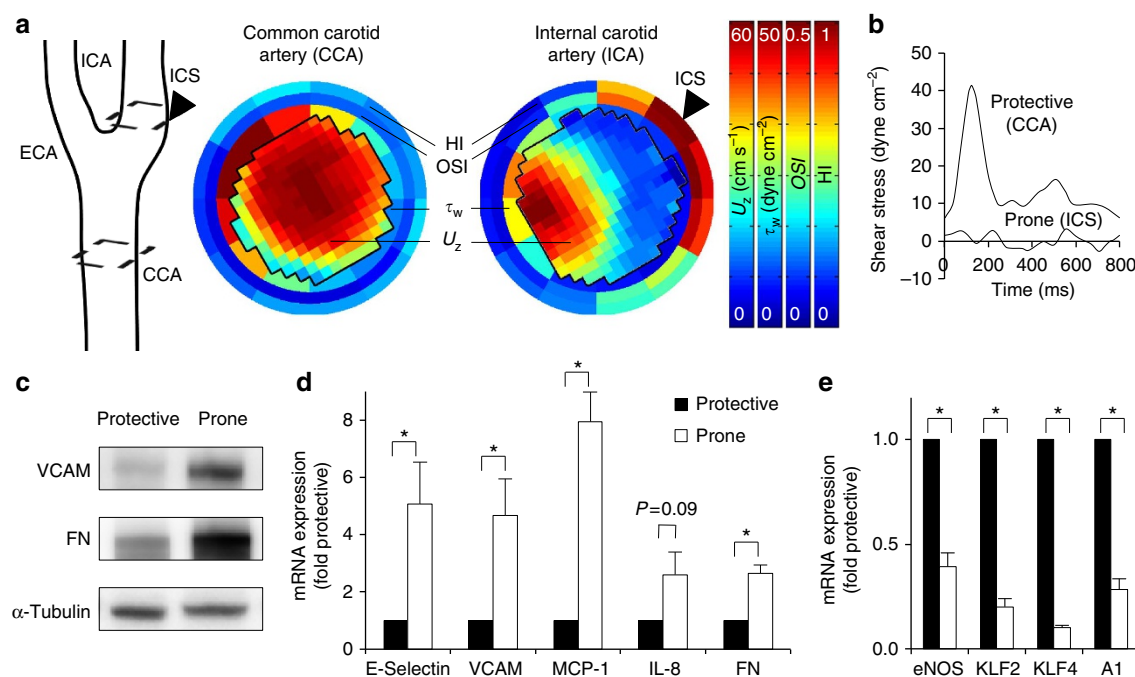 a
ICA
ICS
ECA
CCA
Common carotid
artery (CCA)
Internal carotid
artery (ICA)
ICS
HI
OSI
τw
Uz
60
50
0.5
1
Uz (cm s−1)
τw (dyne cm−2)
OSI
HI
0
0
0
0
b
Shear stress (dyne cm−2)
50
40
30
20
10
0
−10
Protective
(CCA)
Prone (ICS)
0
200
400
600
800
Time (ms)
c
Protective
Prone
VCAM
FN
α-Tubulin
d
mRNA expression
(fold protective)
8
6
4
2
0
*
*
*
P=0.09
*
Protective
Prone
E-Selectin
VCAM
MCP-1
IL-8
FN
e
mRNA expression
(fold protective)
1.0
0.5
0.0
*
*
*
*
eNOS
KLF2
KLF4
A1